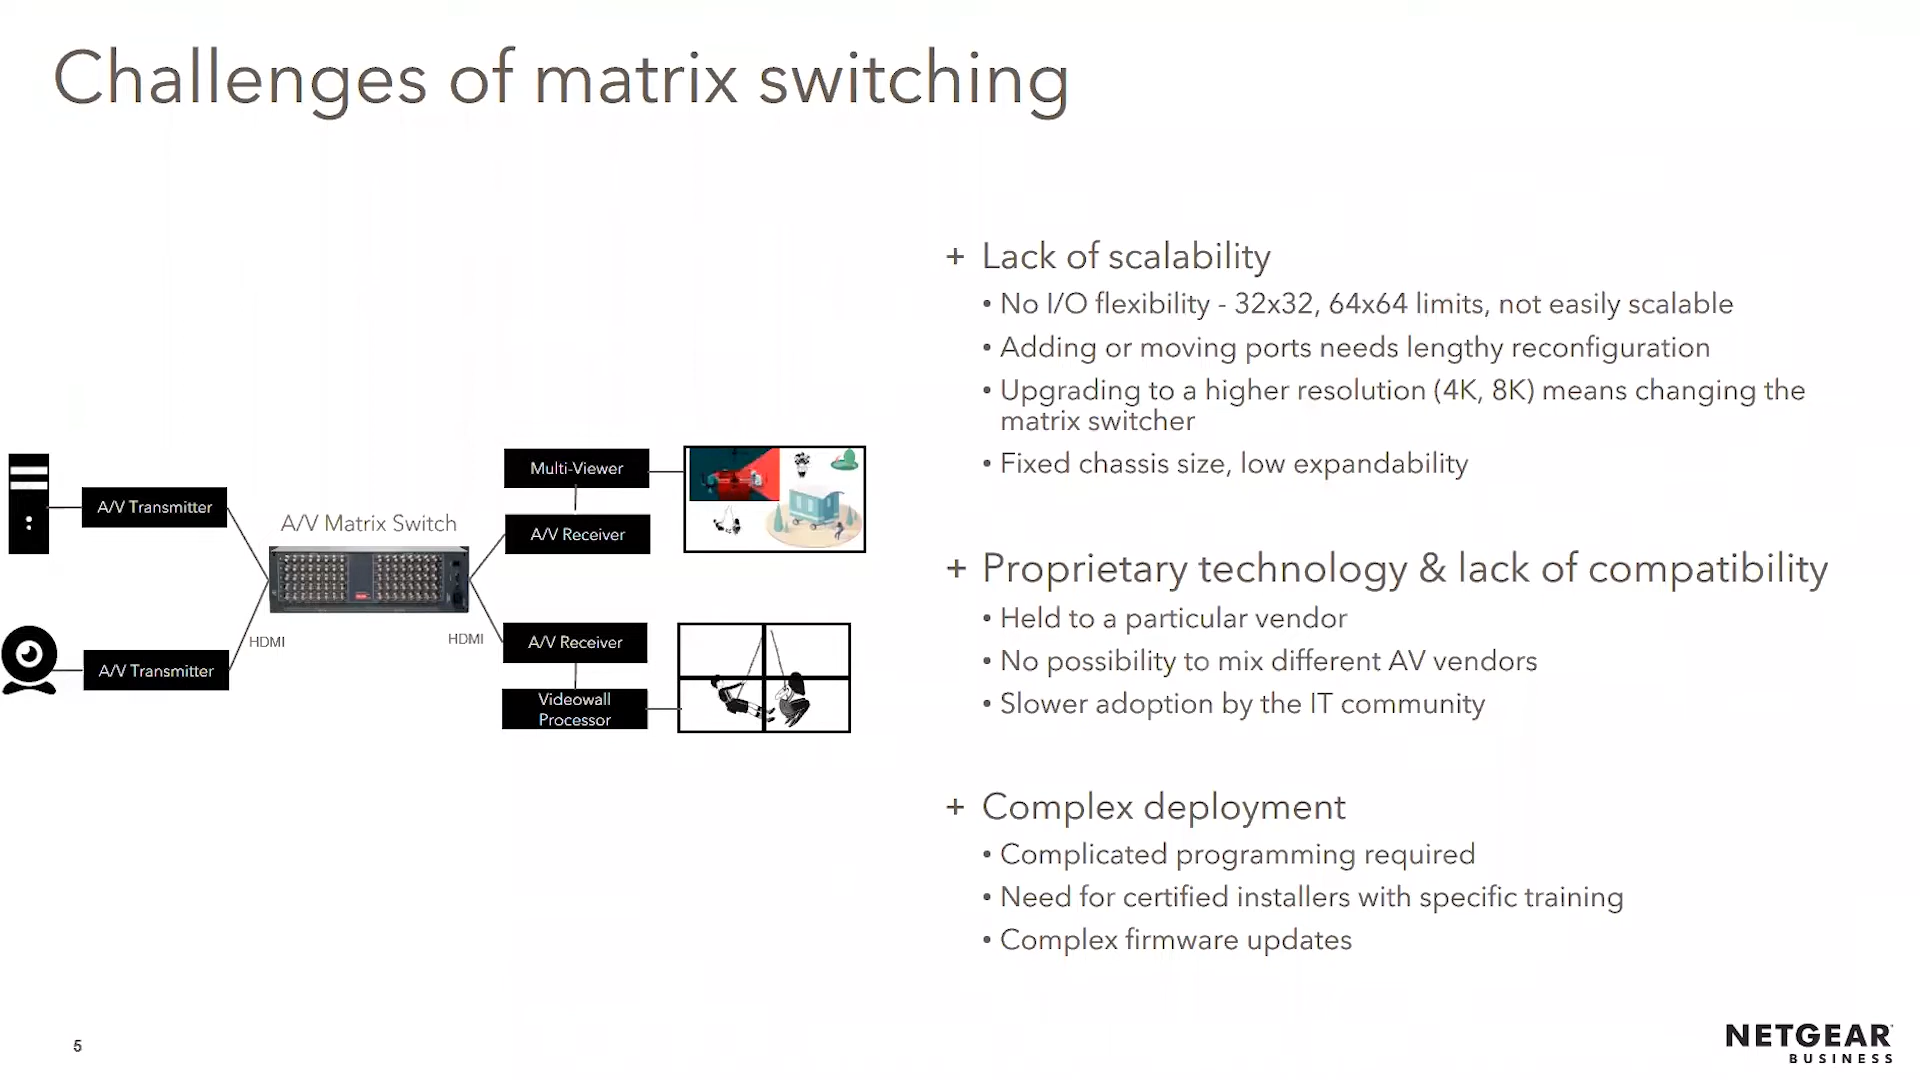 Challenges of matrix switching
A/V Transmitter
A/V Matrix Switch
A/V Transmitter
HDMI
HDMI
Multi-Viewer
A/V Receiver
A/V Receiver
Videowall
Processor
+ Lack of scalability
• No I/O flexibility - 32x32, 64x64 limits, not easily scalable
• Adding or moving ports needs lengthy reconfiguration
• Upgrading to a higher resolution (4K, 8K) means changing the
matrix switcher
• Fixed chassis size, low expandability
+ Proprietary technology & lack of compatibility
• Held to a particular vendor
• No possibility to mix different AV vendors
• Slower adoption by the IT community
+ Complex deployment
• Complicated programming required
• Need for certified installers with specific training
• Complex firmware updates
5
NETGEAR
BUSINESS